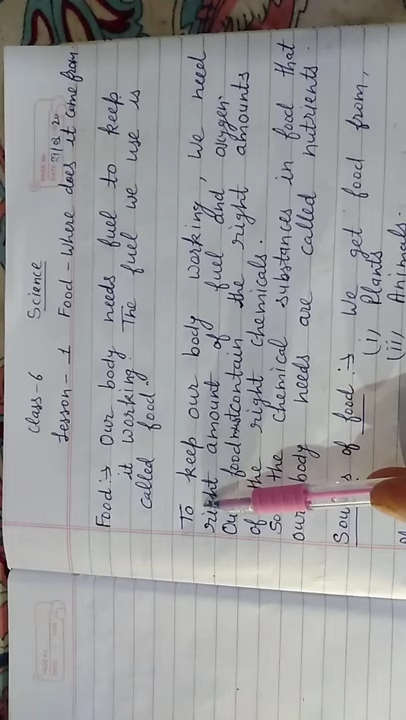 Class-6 Science
Lesson-1 Food-Where does it come from
Food:→ Our body needs fuel to keep
it working. The fuel we use is
called food.
To keep our body working, we need
right amount of fuel and oxygen.
Our food must contain the right amounts
of the right chemicals.
So the chemical substances in food that
our body needs are called nutrients.
of food:→ We get food from,
(i) Plants
(ii) Animals.